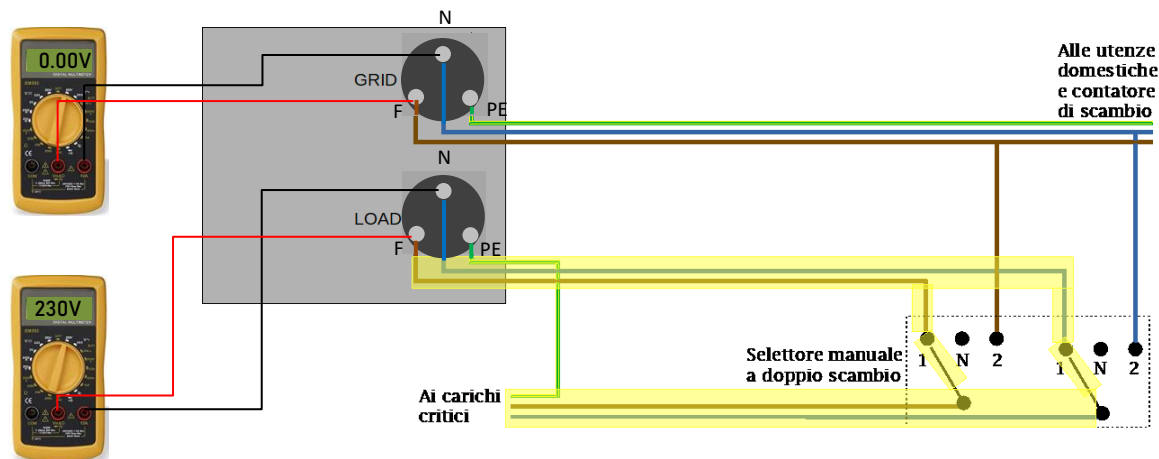 N
0.00V
GRID
F
PE
Alle utenze
domestiche
e contatore
di scambio
N
LOAD
F
PE
230V
Selettore manuale
a doppio scambio
1 N 2
1 N 2
Ai carichi
critici